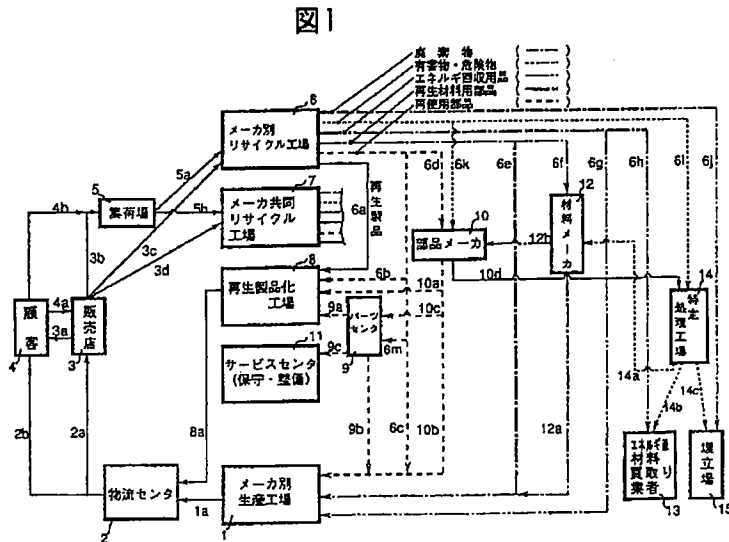 図1
廃棄物
有害物・危険物
エネルギ回収用品
再生材料用部品
再使用部品
6
メーカ別
リサイクル工場
5a
5
集荷場
4b
5b
3c
3b
3d
7
メーカ共同
リサイクル
工場
6a
再生製品
6d
6k
6e
6f
6g
6h
6i
6j
12
材料メーカ
10
部品メーカ
12b
10d
8
再生製品化
工場
6b
10a
9a
パーツ
センタ
9
10c
6m
9c
11
サービスセンタ
(保守・整備)
4a
3a
顧客
4
販売店
3
14
特定処理工場
14a
14b
14c
2b
2a
8a
9b
6c
10b
12a
物流センタ
2
1a
メーカ別
生産工場
1
エネルギ
材料
買取り
業者
13
埋立場
15